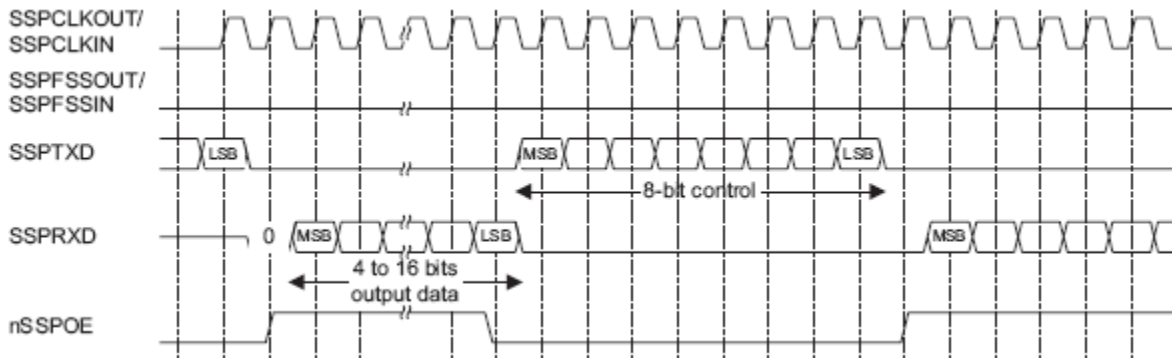 SSPCLKOUT/
SSPCLKIN
SSPFSSOUT/
SSPFSSIN
SSPTXD LSB MSB LSB
8-bit control
SSPRXD 0 MSB LSB MSB
4 to 16 bits
output data
nSSPOE